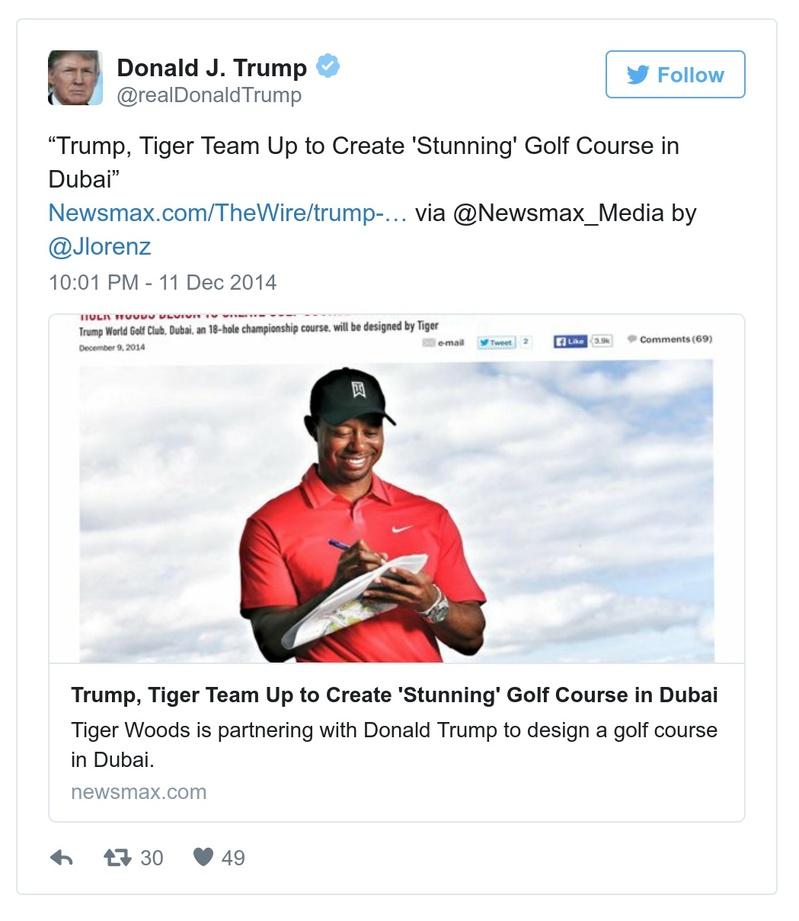 Donald J. Trump
@realDonaldTrump
Follow
“Trump, Tiger Team Up to Create 'Stunning' Golf Course in
Dubai”
Newsmax.com/TheWire/trump-… via @Newsmax_Media by
@Jlorenz
10:01 PM - 11 Dec 2014
Trump World Golf Club, Dubai, an 18-hole championship course, will be designed by Tiger
December 9, 2014
e-mail Tweet 2 Like 3.9k Comments (69)
TW
Trump, Tiger Team Up to Create 'Stunning' Golf Course in Dubai
Tiger Woods is partnering with Donald Trump to design a golf course
in Dubai.
newsmax.com
30 49